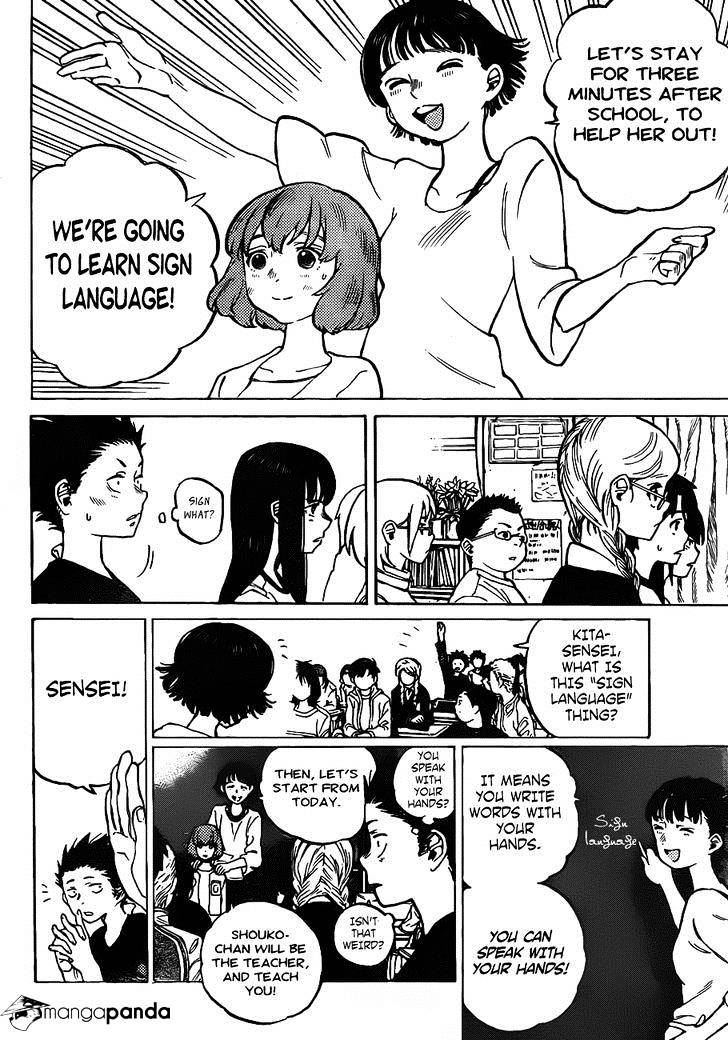 LET'S STAY
FOR THREE
MINUTES AFTER
SCHOOL, TO
HELP HER OUT!
WE'RE GOING
TO LEARN SIGN
LANGUAGE!
SIGN
WHAT?
KITA-
SENSEI,
WHAT IS
THIS "SIGN
LANGUAGE"
THING?
SENSEI!
IT MEANS
YOU WRITE
WORDS WITH
YOUR
HANDS.
Sign
language
YOU CAN
SPEAK WITH
YOUR HANDS!
YOU
SPEAK
WITH
YOUR
HANDS?
THEN, LET'S
START FROM
TODAY.
ISN'T
THAT
WEIRD?
SHOUKO-
CHAN WILL BE
THE TEACHER,
AND TEACH
YOU!
mangapanda